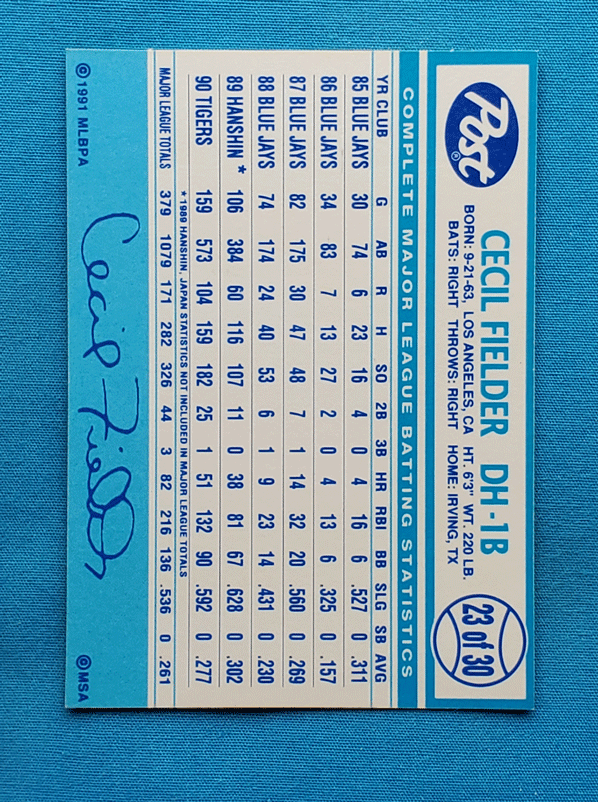 Post®
CECIL FIELDER DH-1B
BORN: 9-21-63, LOS ANGELES, CA HT. 6'3" WT. 220 LB.
BATS: RIGHT THROWS: RIGHT HOME: IRVING, TX
23 of 30
COMPLETE MAJOR LEAGUE BATTING STATISTICS
YR CLUB G AB R H SO 2B 3B HR RBI BB SLG SB AVG
85 BLUE JAYS 30 74 6 23 16 4 0 4 16 6 .527 0 .311
86 BLUE JAYS 34 83 7 13 27 2 0 4 13 6 .325 0 .157
87 BLUE JAYS 82 175 30 47 48 7 1 14 32 20 .560 0 .269
88 BLUE JAYS 74 174 24 40 53 6 1 9 23 14 .431 0 .230
89 HANSHIN * 106 384 60 116 107 11 0 38 81 67 .628 0 .302
90 TIGERS 159 573 104 159 182 25 1 51 132 90 .592 0 .277
* 1989 HANSHIN, JAPAN STATISTICS NOT INCLUDED IN MAJOR LEAGUE TOTALS
MAJOR LEAGUE TOTALS 379 1079 171 282 326 44 3 82 216 136 .536 0 .261
Cecil Fielder
©1991 MLBPA ©MSA